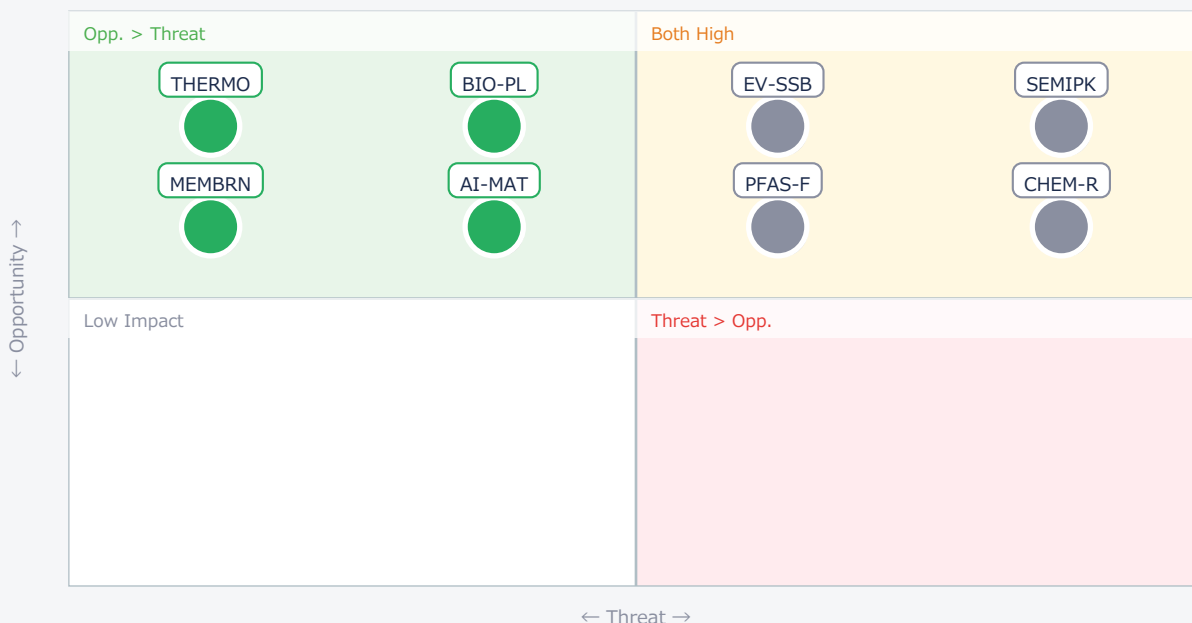 Opp. > Threat
Both High
THERMO
BIO-PL
EV-SSB
SEMIPK
MEMBRN
AI-MAT
PFAS-F
CHEM-R
← Opportunity →
Low Impact
Threat > Opp.
← Threat →